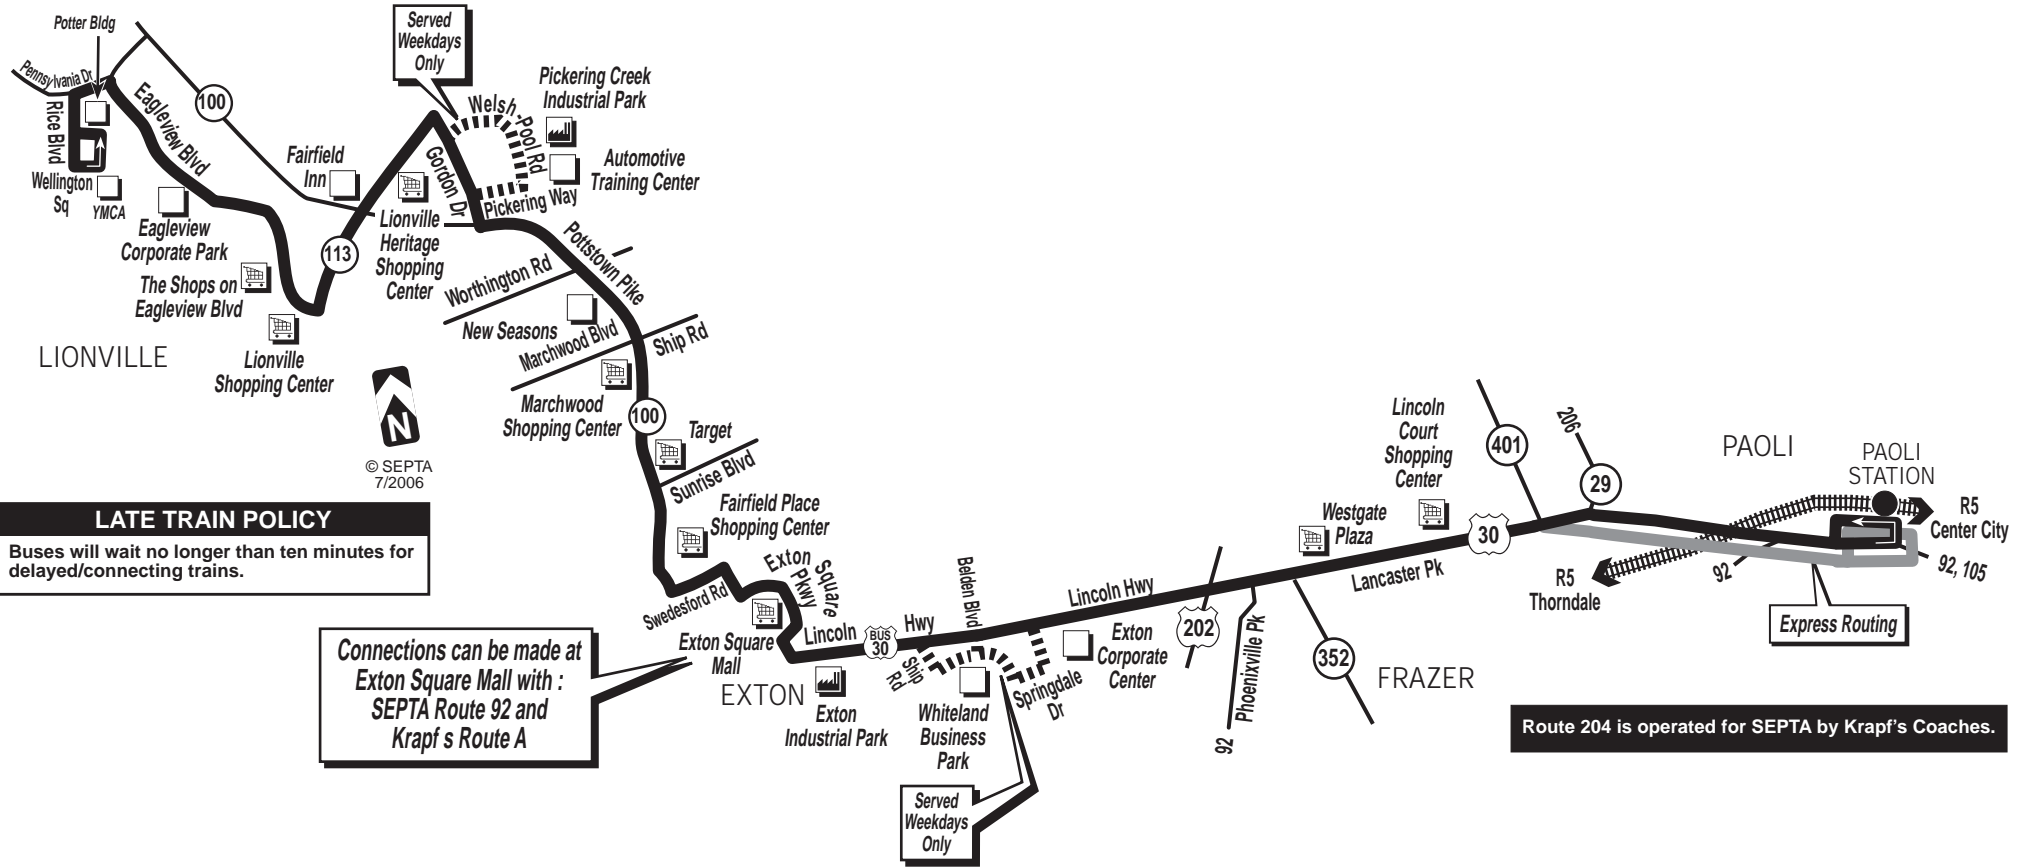 Potter Bldg
Pennsylvania Dr
Rice Blvd
Wellington
Sq
YMCA
Eagleview Blvd
100
Eagleview
Corporate Park
The Shops on
Eagleview Blvd
Lionville
Shopping Center
LIONVILLE
Fairfield
Inn
113
Served
Weekdays
Only
Welsh Pool Rd
Pickering Creek
Industrial Park
Automotive
Training Center
Gordon Dr
Pickering Way
Lionville
Heritage
Shopping
Center
Pottstown Pike
Worthington Rd
New Seasons
Marchwood Blvd
Ship Rd
Marchwood
Shopping Center
100
N
© SEPTA
7/2006
LATE TRAIN POLICY
Buses will wait no longer than ten minutes for
delayed/connecting trains.
Target
Sunrise Blvd
Fairfield Place
Shopping Center
Swedesford Rd
Exton Square
Pkwy
Exton Square
Mall
EXTON
Connections can be made at
Exton Square Mall with :
SEPTA Route 92 and
Krapf s Route A
Lincoln
BUS
30
Hwy
Exton
Industrial Park
Ship
Rd
Belden Blvd
Whiteland
Business
Park
Springdale
Dr
Served
Weekdays
Only
Lincoln Hwy
Exton
Corporate
Center
202
Phoenixville Pk
92
352
FRAZER
Westgate
Plaza
Lincoln
Court
Shopping
Center
Lancaster Pk
30
401
206
29
PAOLI
PAOLI
STATION
R5
Center City
R5
Thorndale
92
92, 105
Express Routing
Route 204 is operated for SEPTA by Krapf's Coaches.